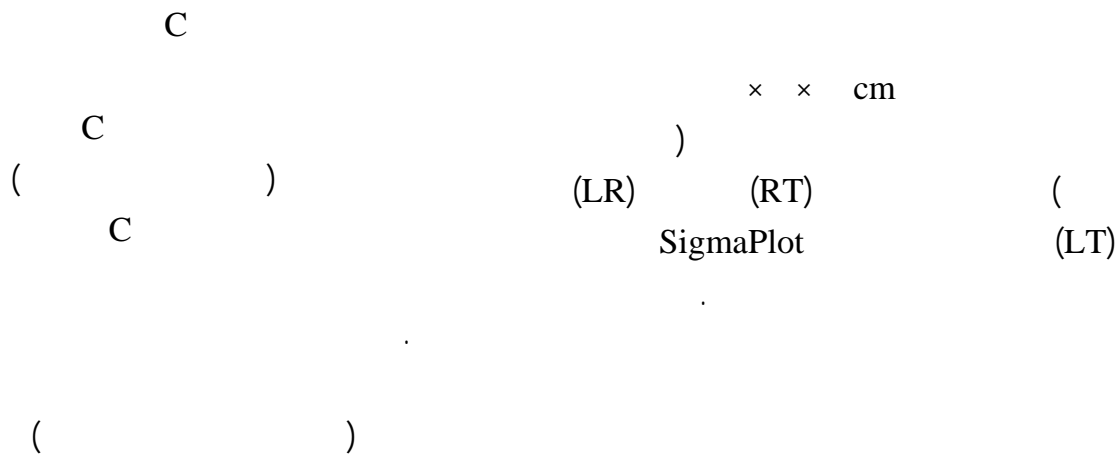 C
× × cm
C
)
( )
(LR) (RT) (
C
SigmaPlot (LT)
.
.
( )